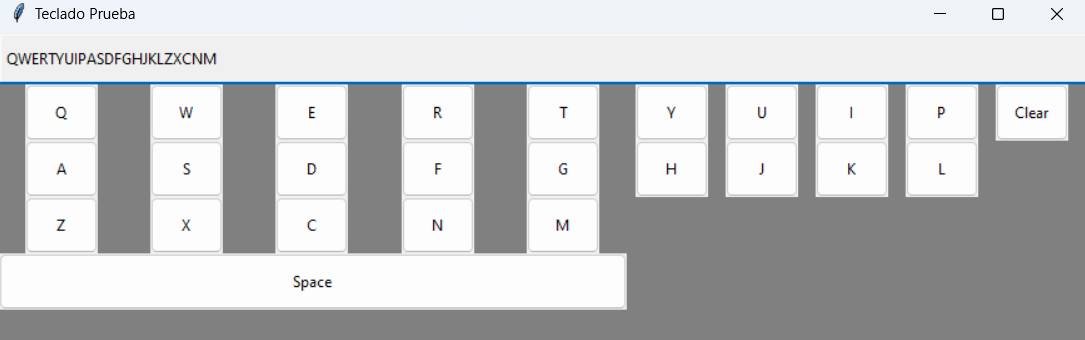 Teclado Prueba
QWERTYUIPASDFGHJKLZXCNM
Q W E R T Y U I P Clear
A S D F G H J K L
Z X C N M
Space